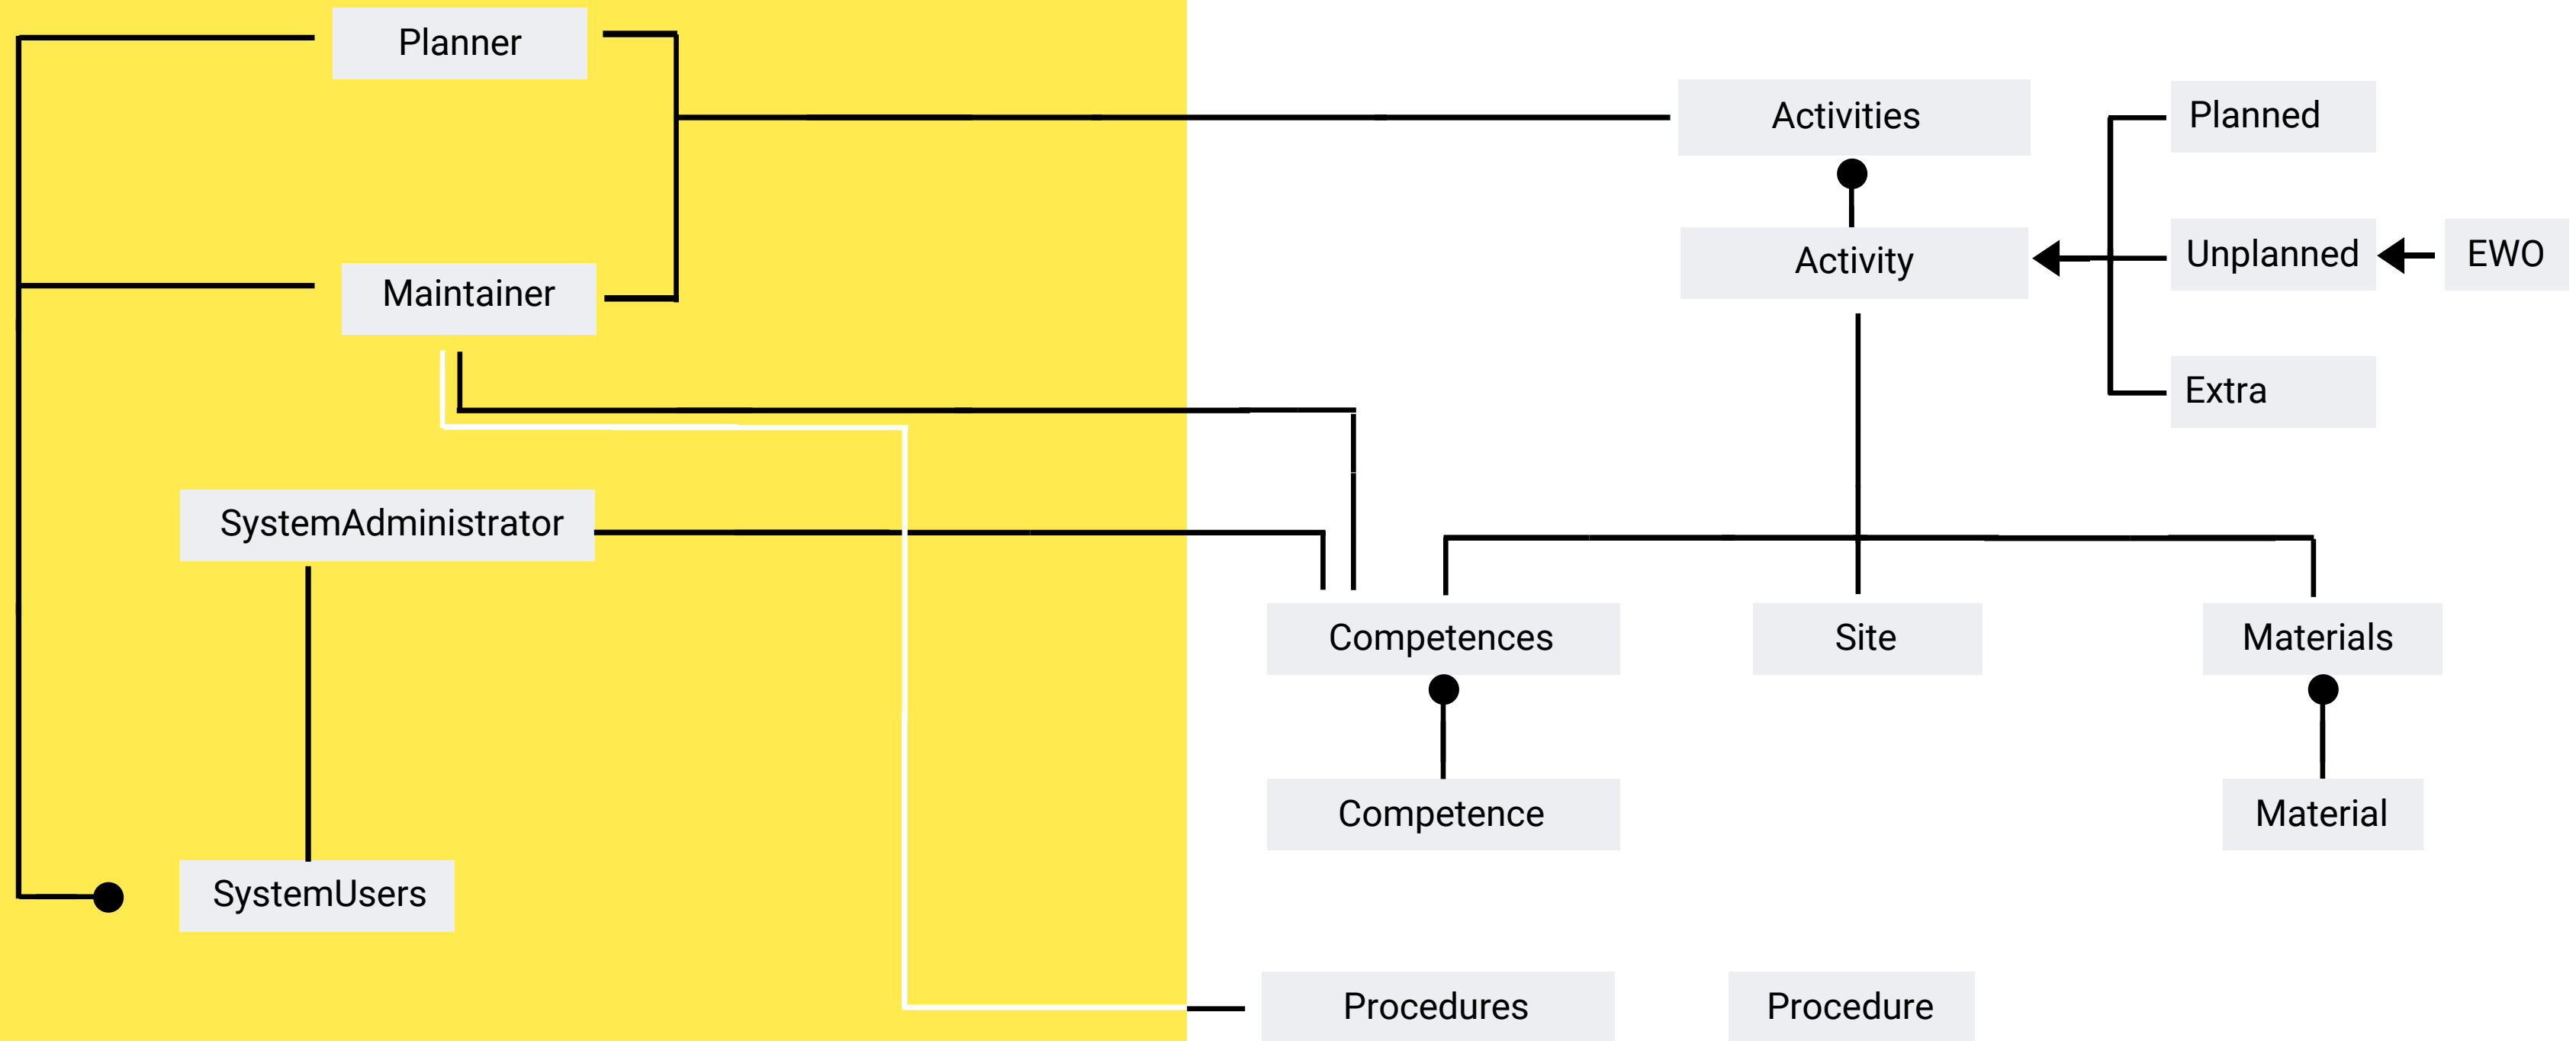 Planner
Activities
Planned
Maintainer
Activity
Unplanned
EWO
Extra
SystemAdministrator
Competences
Site
Materials
Competence
Material
SystemUsers
Procedures
Procedure